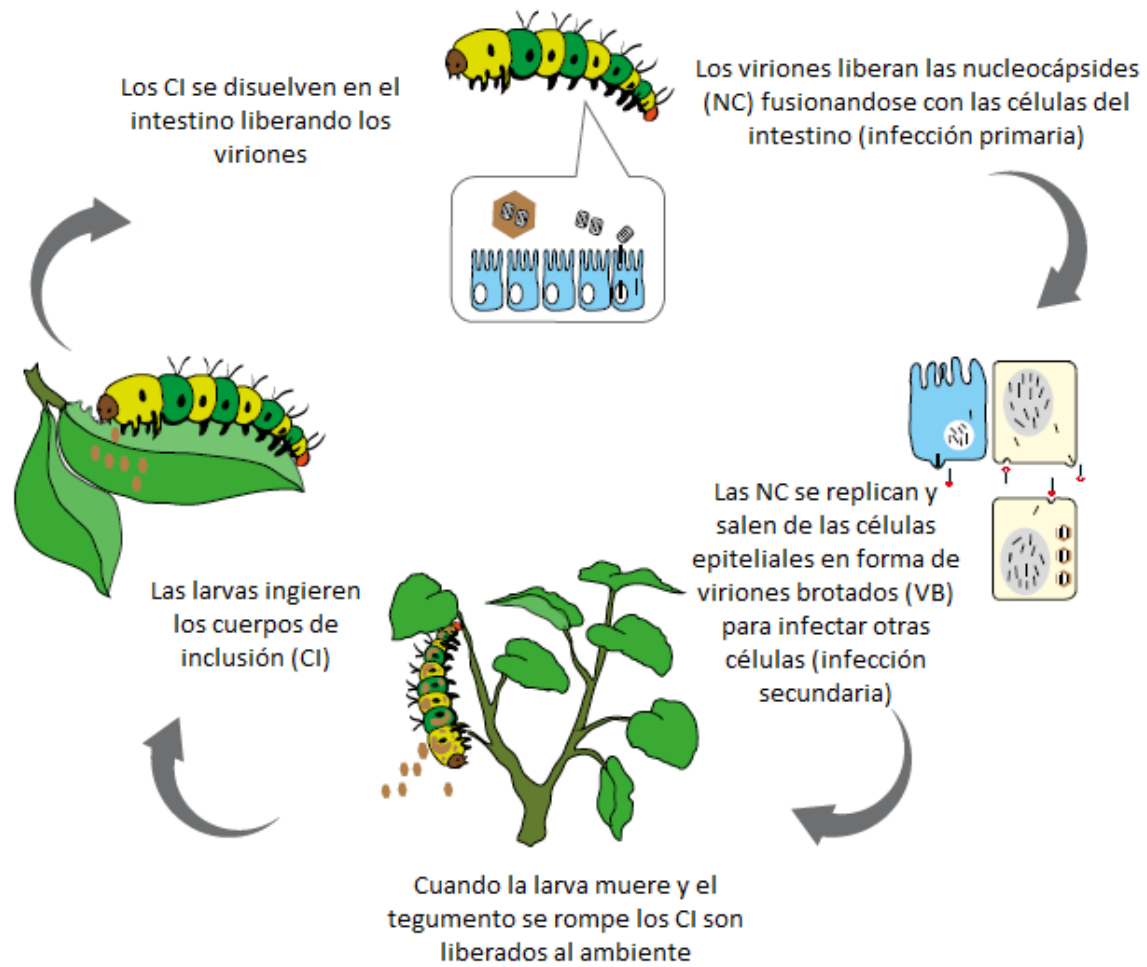 Los CI se disuelven en el
intestino liberando los
viriones
Los viriones liberan las nucleocápsides
(NC) fusionandose con las células del
intestino (infección primaria)
Las NC se replican y
salen de las células
epiteliales en forma de
viriones brotados (VB)
para infectar otras
células (infección
secundaria)
Cuando la larva muere y el
tegumento se rompe los CI son
liberados al ambiente
Las larvas ingieren
los cuerpos de
inclusión (CI)